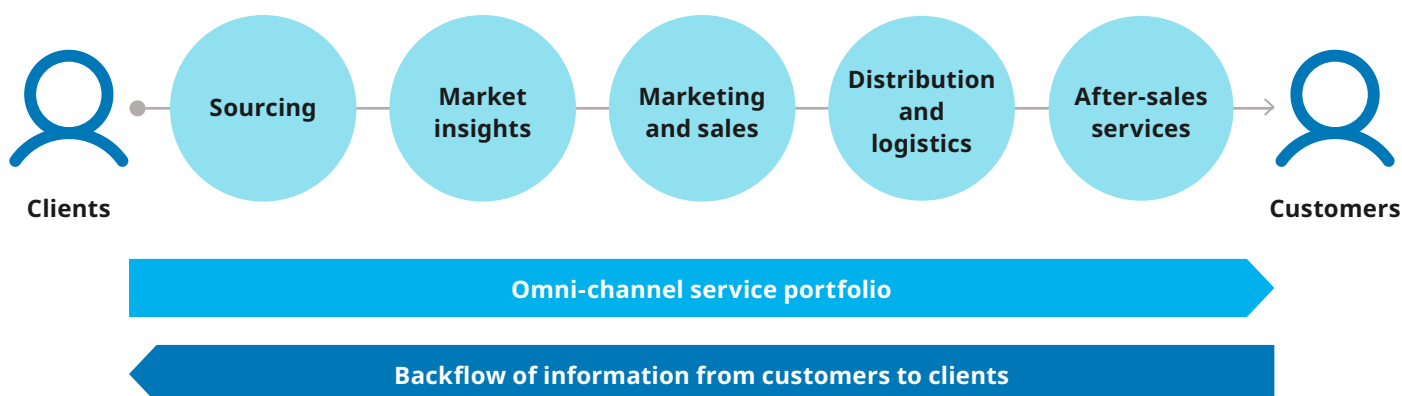 Sourcing
Market
insights
Marketing
and sales
Distribution
and
logistics
After-sales
services
Clients
Customers
Omni-channel service portfolio
Backflow of information from customers to clients